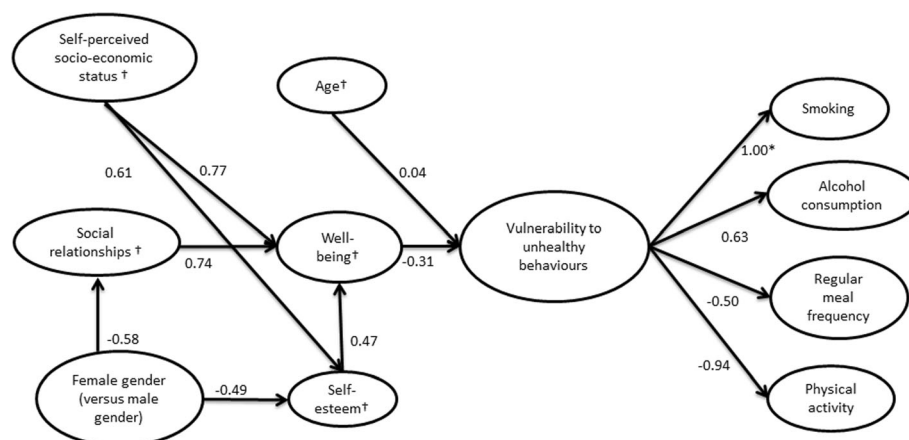 Self-perceived
socio-economic
status †
Age†
Smoking
1.00*
0.61
0.77
0.04
Alcohol
consumption
Social
relationships †
0.74
Well-
being†
-0.31
Vulnerability to
unhealthy
behaviours
0.63
Regular
meal
frequency
-0.50
-0.58
0.47
-0.94
Female gender
(versus male
gender)
-0.49
Self-
esteem†
Physical
activity